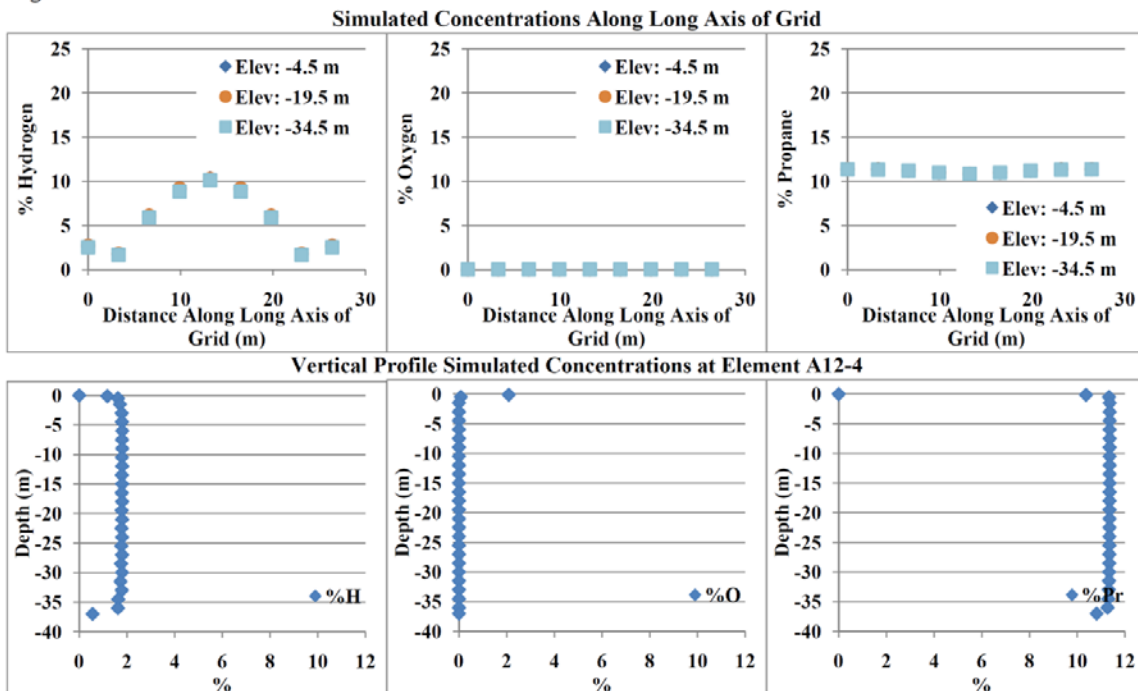 Simulated Concentrations Along Long Axis of Grid
25
20
15
10
5
0
% Hydrogen
Elev: -4.5 m
Elev: -19.5 m
Elev: -34.5 m
0 10 20 30
Distance Along Long Axis of
Grid (m)
25
20
15
10
5
0
% Oxygen
Elev: -4.5 m
Elev: -19.5 m
Elev: -34.5 m
0 10 20 30
Distance Along Long Axis of
Grid (m)
25
20
15
10
5
0
% Propane
Elev: -4.5 m
Elev: -19.5 m
Elev: -34.5 m
0 10 20 30
Distance Along Long Axis of
Grid (m)
Vertical Profile Simulated Concentrations at Element A12-4
0
-5
-10
-15
-20
-25
-30
-35
-40
Depth (m)
%H
0 2 4 6 8 10 12
%
0
-5
-10
-15
-20
-25
-30
-35
-40
Depth (m)
%O
0 2 4 6 8 10 12
%
0
-5
-10
-15
-20
-25
-30
-35
-40
Depth (m)
%Pr
0 2 4 6 8 10 12
%